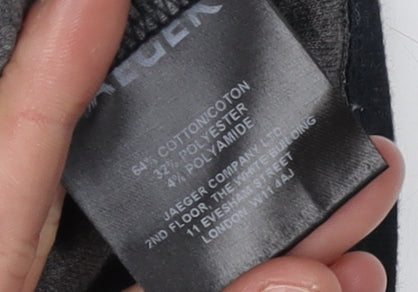 JAEGER
64% COTTON/COTON
32% POLYESTER
4% POLYAMIDE
JAEGER COMPANY LTD
2ND FLOOR, THE WHITE BUILDING
11 EVESHAM STREET
LONDON, W11 4AJ